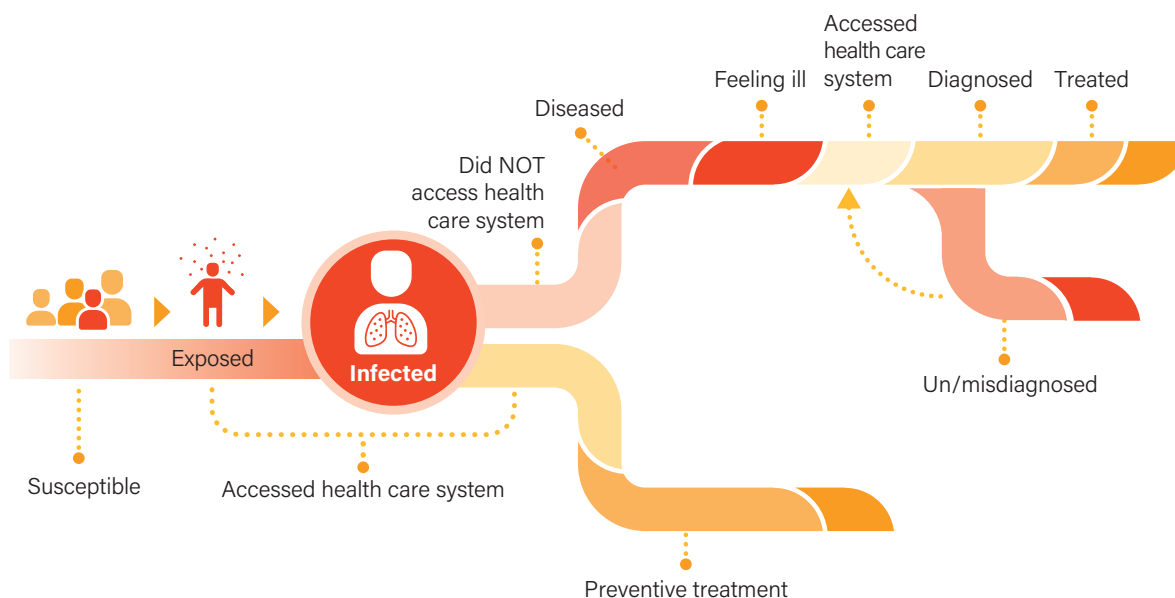 Susceptible
Exposed
Infected
Accessed health care system
Did NOT
access health
care system
Diseased
Feeling ill
Accessed
health care
system
Diagnosed
Treated
Un/misdiagnosed
Preventive treatment